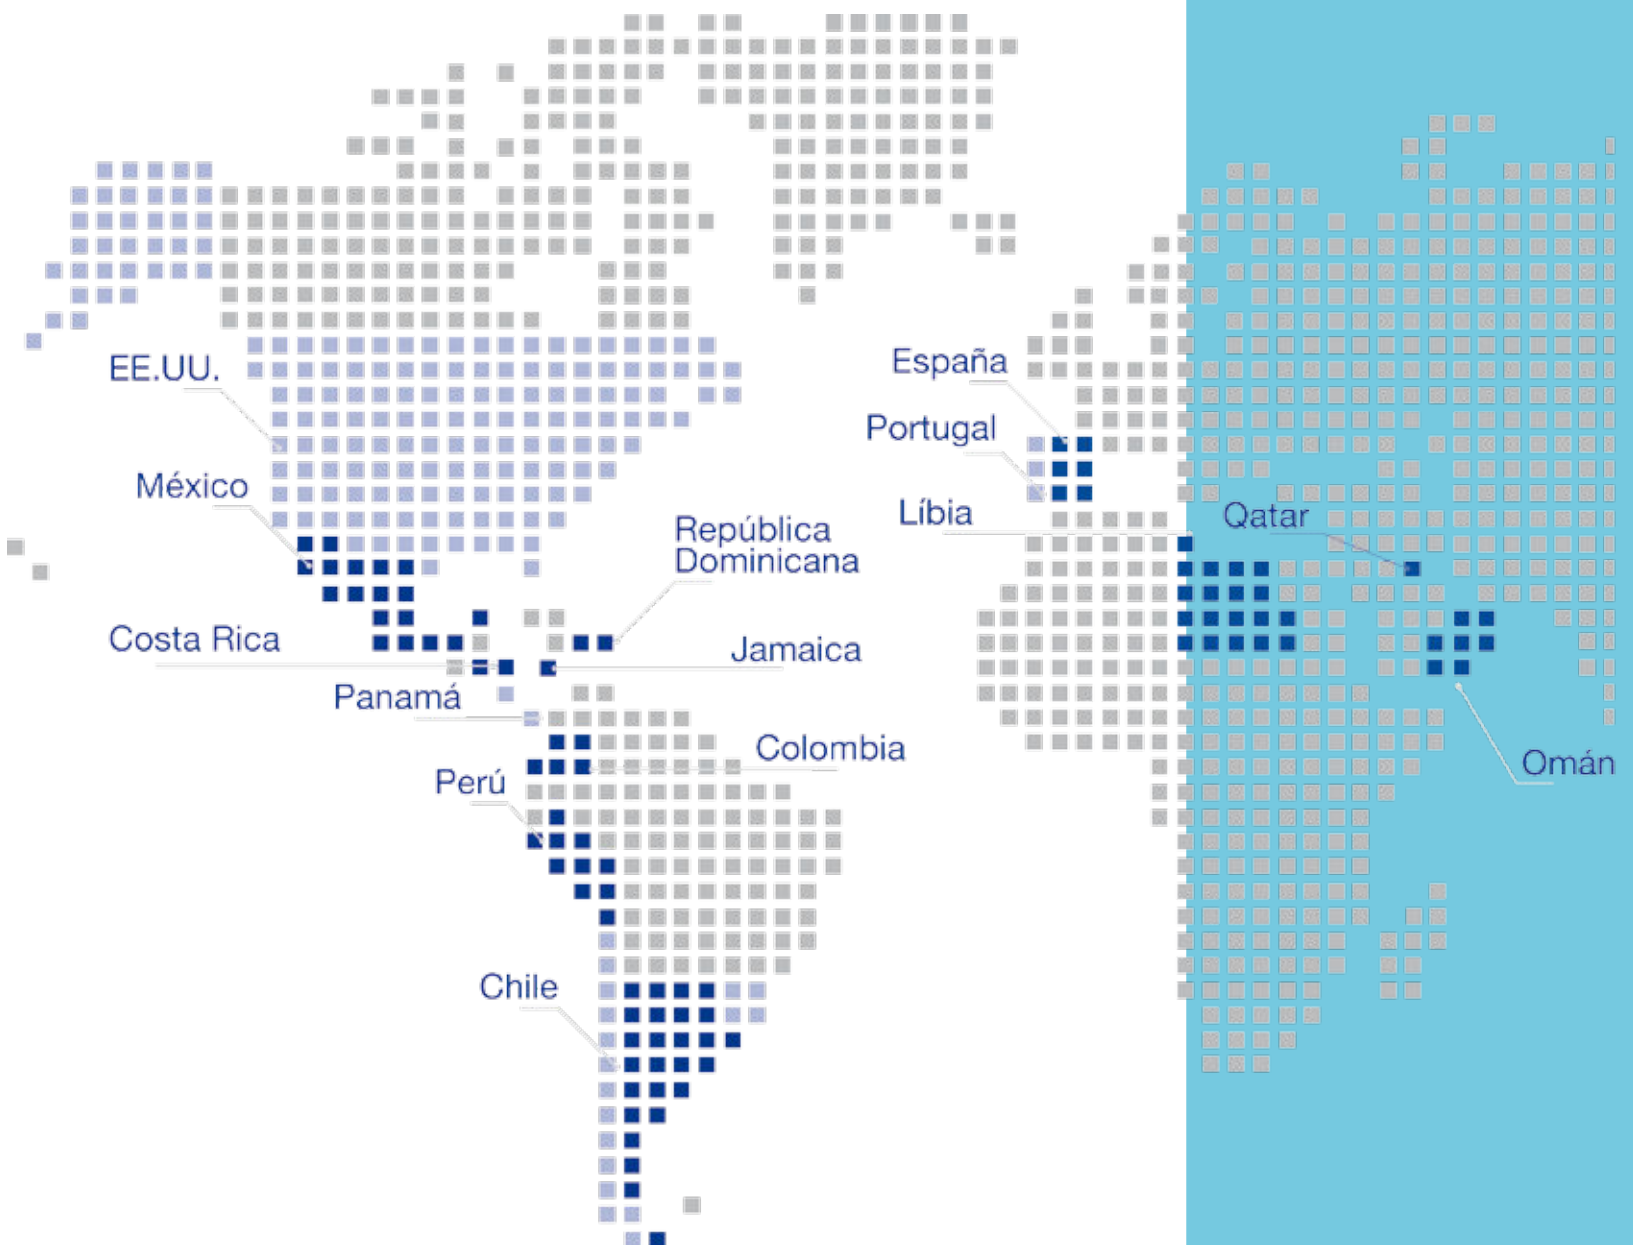 EE.UU.
México
Costa Rica
Panamá
República
Dominicana
Jamaica
Colombia
Perú
Chile
España
Portugal
Líbia
Qatar
Omán